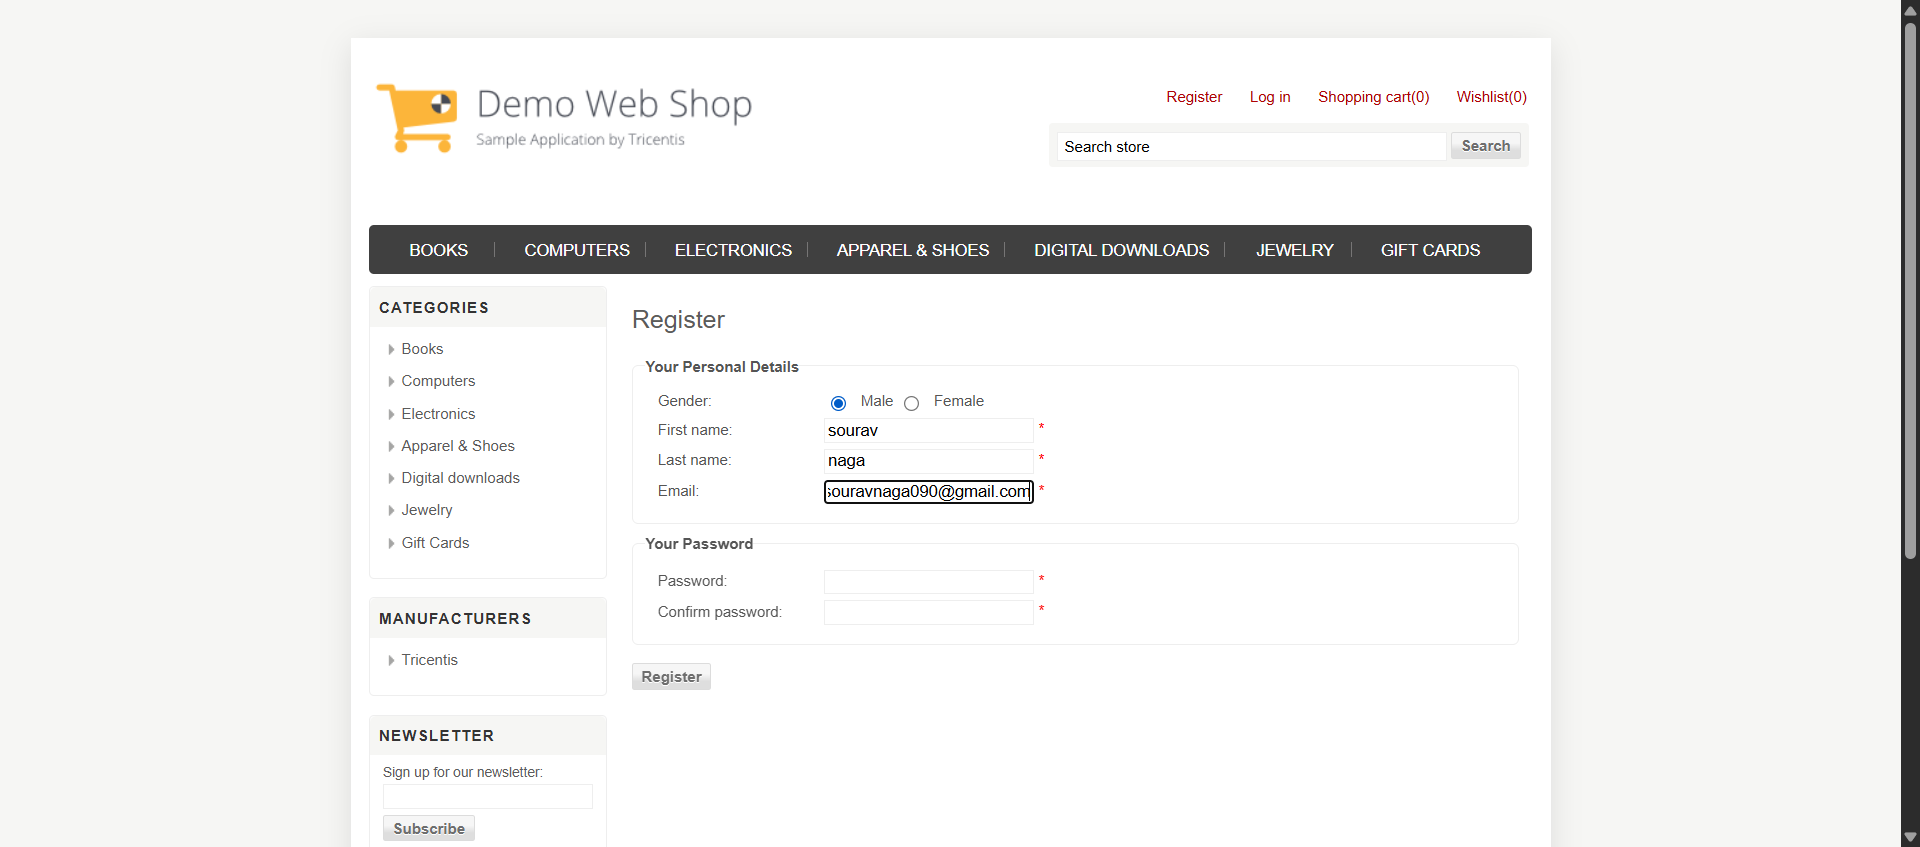 Demo Web Shop
Sample Application by Tricentis
Register Log in Shopping cart(0) Wishlist(0)
Search store Search
BOOKS COMPUTERS ELECTRONICS APPAREL & SHOES DIGITAL DOWNLOADS JEWELRY GIFT CARDS
CATEGORIES
Books
Computers
Electronics
Apparel & Shoes
Digital downloads
Jewelry
Gift Cards
MANUFACTURERS
Tricentis
NEWSLETTER
Sign up for our newsletter:
Subscribe
Register
Your Personal Details
Gender: Male Female
First name: sourav *
Last name: naga *
Email: souravnaga090@gmail.com *
Your Password
Password: *
Confirm password: *
Register